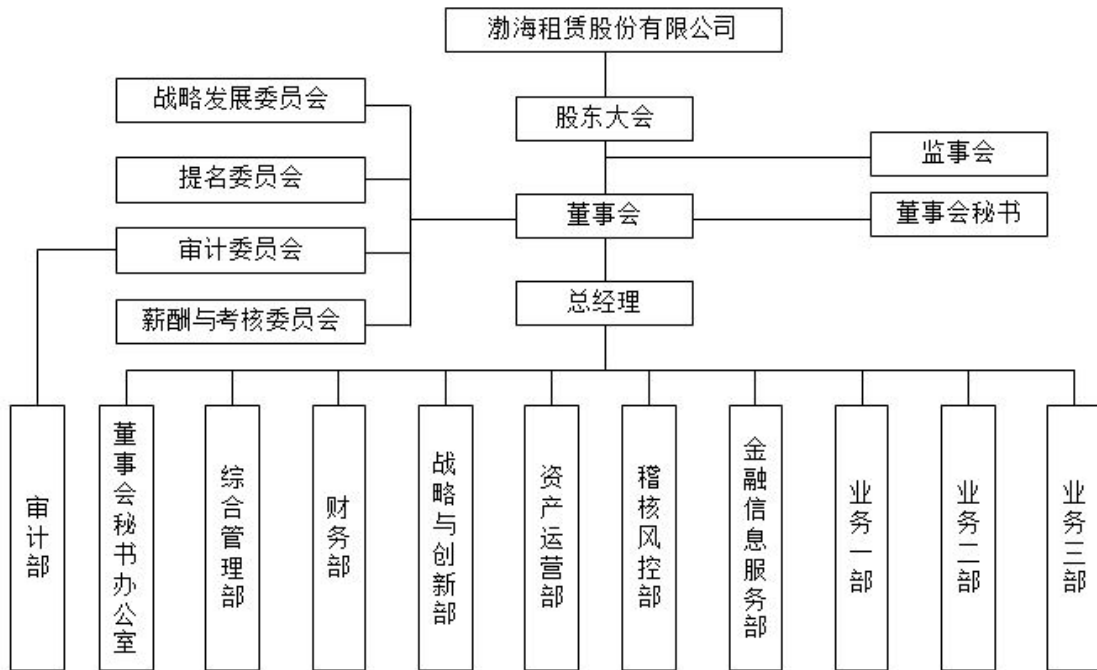 渤海租赁股份有限公司
战略发展委员会
股东大会
监事会
提名委员会
董事会
董事会秘书
审计委员会
总经理
薪酬与考核委员会
审计部
董事会秘书办公室
综合管理部
财务部
战略与创新部
资产运营部
稽核风控部
金融信息服务部
业务一部
业务二部
业务三部